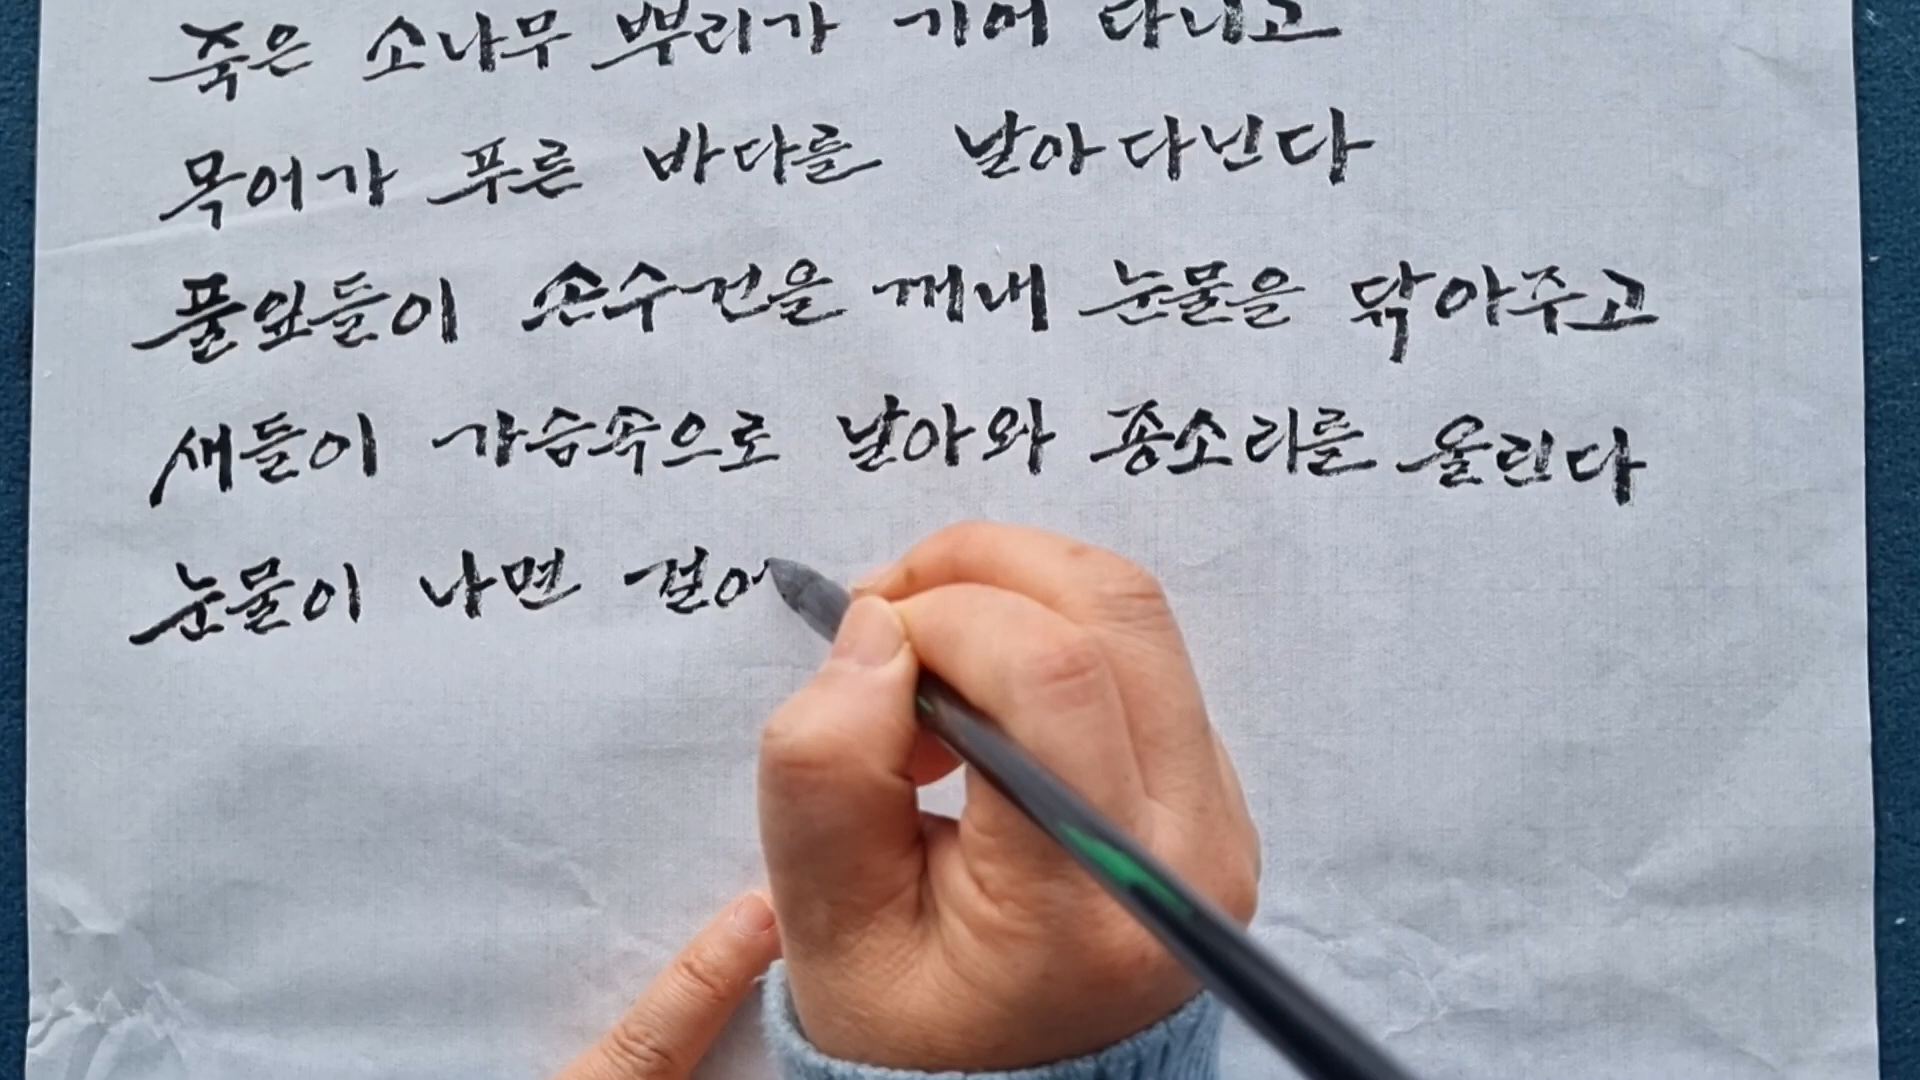 죽은 소나무 뿌리가 기어 다니고
목어가 푸른 바다를 날아다닌다
풀잎들이 손수건을 꺼내 눈물을 닦아주고
새들이 가슴속으로 날아와 종소리를 울린다
눈물이 나면 걸어